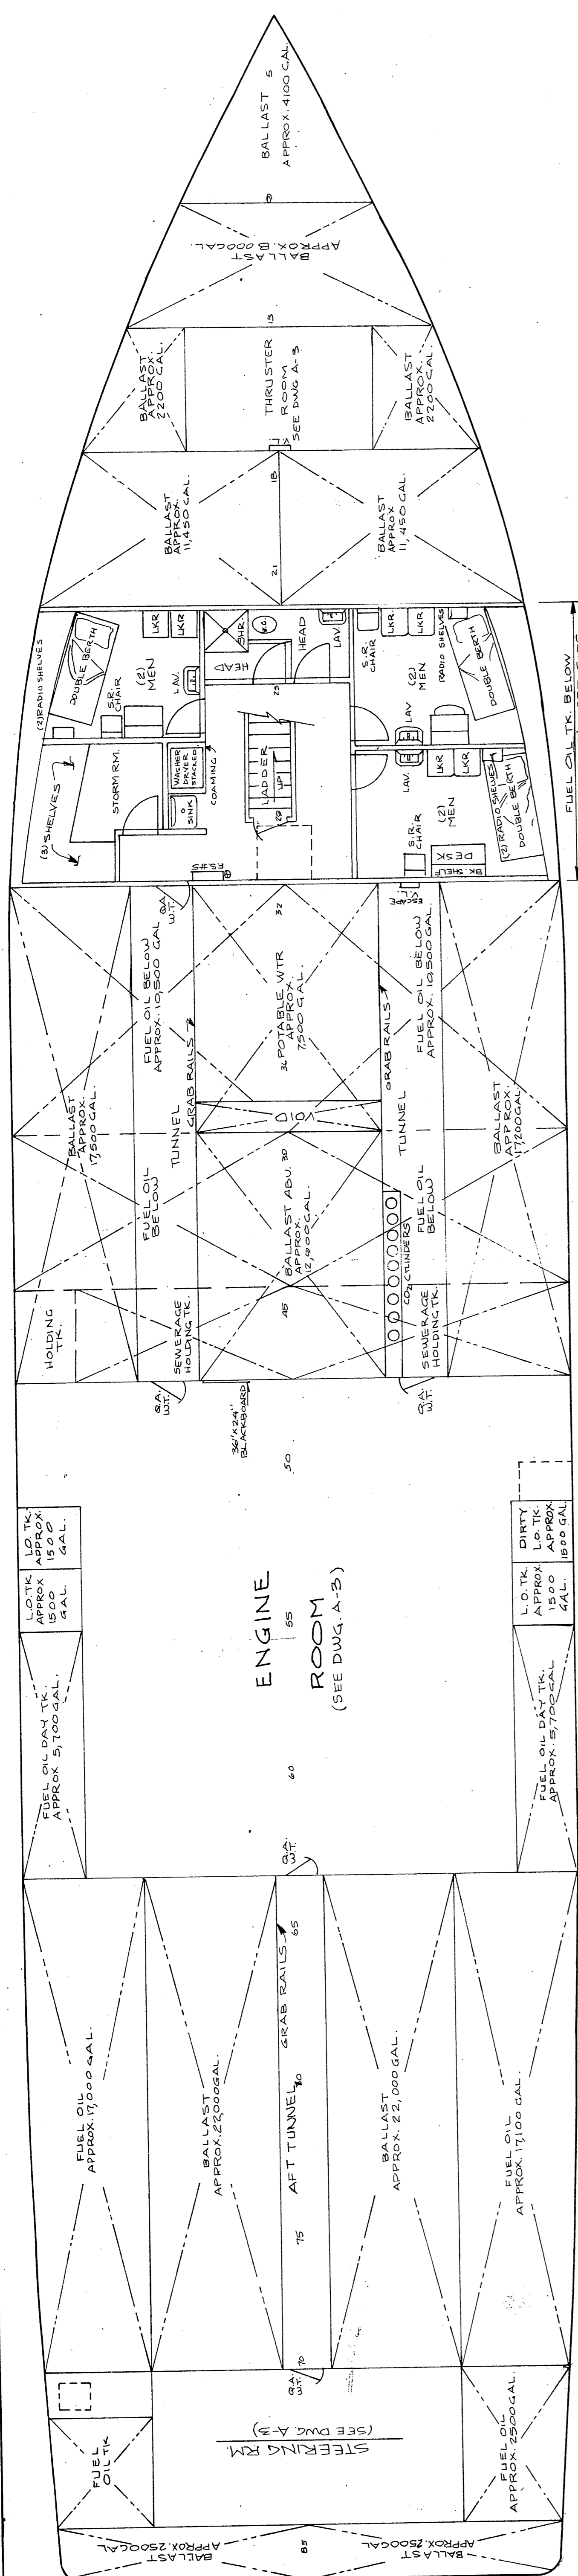 BALLAST 5
APPROX. 4100 GAL.
BALLAST
APPROX. 8000 GAL.
13
BALLAST
APPROX.
2200 GAL.
THRUSTER
ROOM
SEE DWG A-3
BALLAST
APPROX.
2200 GAL.
18
BALLAST
APPROX.
11,450 GAL.
BALLAST
APPROX
11,450 GAL.
21
(2) RADIO SHELVES
DOUBLE BERTH
LKR
LKR
S.R.
CHAIR
(2)
MEN
LAV.
SHR.
W.C.
HEAD
HEAD
LAV.
25
S.R.
CHAIR
LKR.
LKR
RADIO SHELVES
(2)
MEN
DOUBLE BERTH
LAV
FUEL OIL TK. BELOW
(3) SHELVES
STORM RM.
WASHER
DRYER
STACKED
COAMING
SINK
LADDER
UP
F.S.#5
LAV.
LKR
LKR
(2)
MEN
S.R.
CHAIR
DESK
BK. SHELF
(2) RADIO SHELVES
DOUBLE BERTH
ESCAPE
Q.A.
W.T.
32
BALLAST
APPROX.
17,500 GAL.
FUEL OIL BELOW
APPROX. 10,500 GAL
GRAB RAILS
36 POTABLE WTR
APPROX.
7,500 GAL.
GRAB RAILS
FUEL OIL BELOW
APPROX. 10,500 GAL.
BALLAST
APPROX.
17,200 GAL.
VOID
TUNNEL
TUNNEL
FUEL OIL
BELOW
BALLAST ABV. 30
APPROX.
12,400 GAL.
FUEL OIL
BELOW
CO2 CYLINDERS
45
HOLDING
TK.
SEWERAGE
HOLDING TK.
SEWERAGE
HOLDING TK.
Q.A.
W.T.
36"X24"
BLACKBOARD
Q.A.
W.T.
50
L.O. TK.
APPROX.
1500
GAL.
DIRTY
L.O. TK.
APPROX
1500 GAL.
L.O. TK.
APPROX
1500
GAL.
L.O. TK.
APPROX.
1500
GAL.
ENGINE
55
ROOM
(SEE DWG. A-3)
FUEL OIL DAY TK.
APPROX 5,700 GAL.
FUEL OIL DAY TK.
APPROX. 5,700 GAL
60
Q.A.
W.T.
65
GRAB RAILS
FUEL OIL
APPROX. 17,000 GAL.
BALLAST
APPROX. 22,000 GAL.
AFT TUNNEL
BALLAST
APPROX. 22,000 GAL.
FUEL OIL
APPROX. 17,100 GAL.
75
70
Q.A.
W.T.
FUEL
OIL TK
STEERING RM.
(SEE DWG. A-3)
FUEL OIL
APPROX. 2500 GAL.
BALLAST
APPROX. 2500 GAL
85
BALLAST
APPROX. 2500 GAL